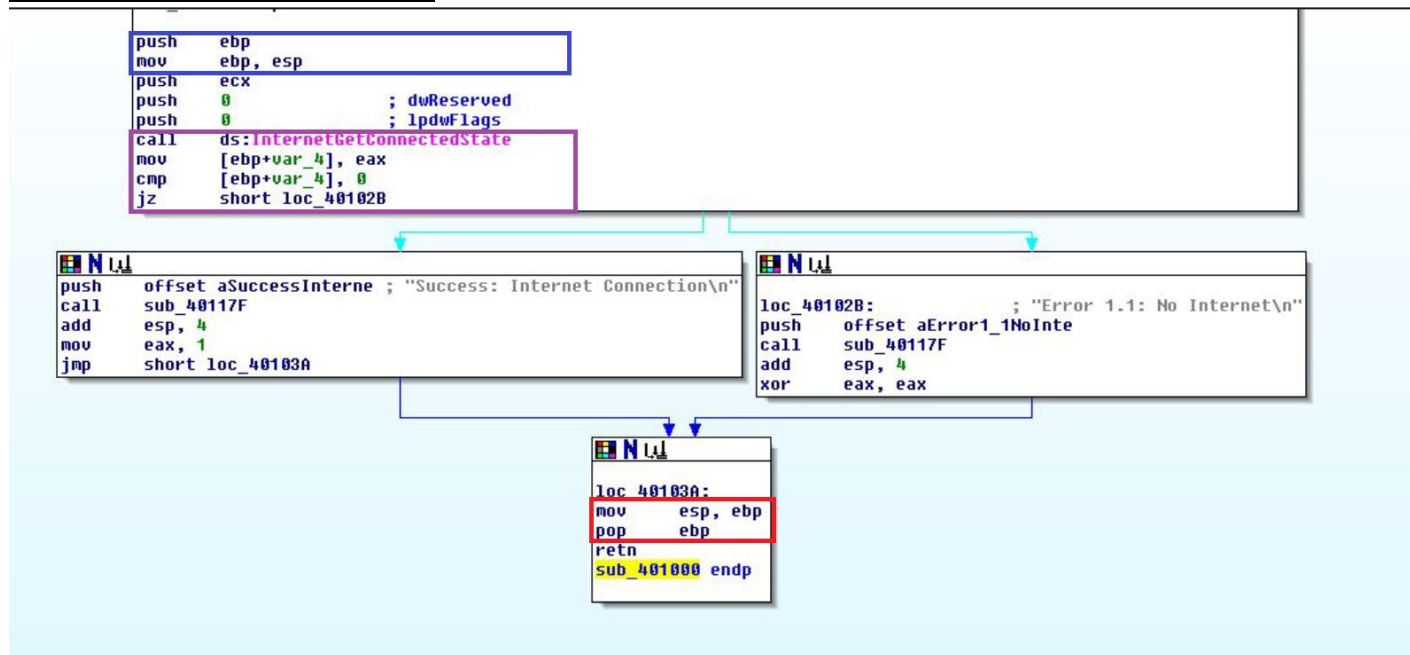 push ebp
mov ebp, esp
push ecx
push 0 ; dwReserved
push 0 ; lpdwFlags
call ds:InternetGetConnectedState
mov [ebp+var_4], eax
cmp [ebp+var_4], 0
jz short loc_40102B
N
push offset aSuccessInterne ; "Success: Internet Connection\n"
call sub_40117F
add esp, 4
mov eax, 1
jmp short loc_40103A
N
loc_40102B: ; "Error 1.1: No Internet\n"
push offset aError1_1NoInte
call sub_40117F
add esp, 4
xor eax, eax
N
loc_40103A:
mov esp, ebp
pop ebp
retn
sub_401000 endp